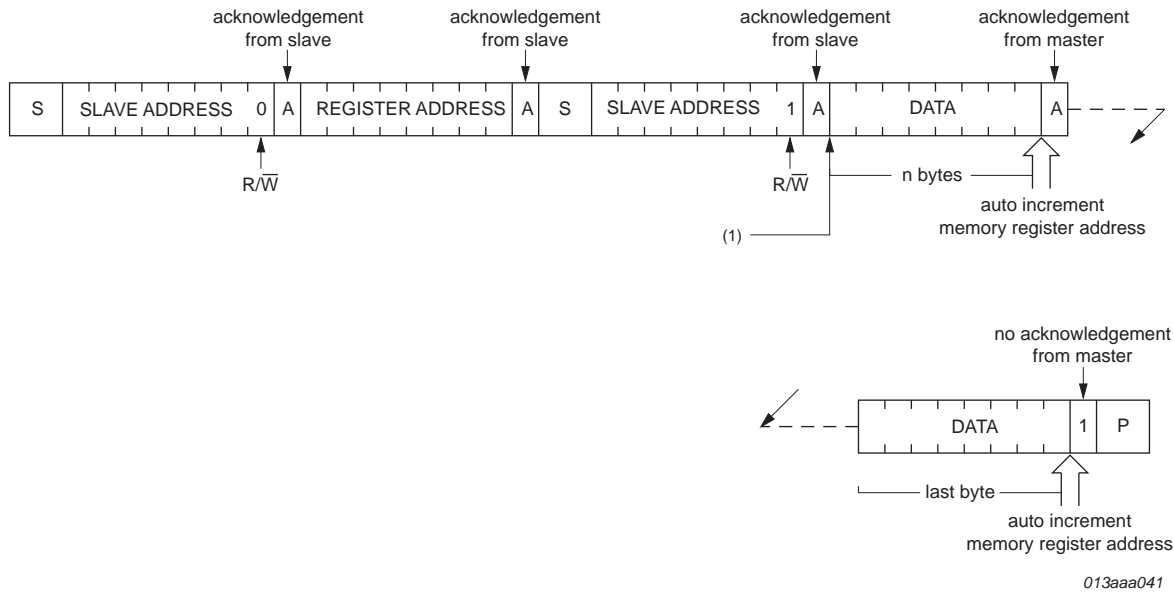 acknowledgement
from slave
acknowledgement
from slave
acknowledgement
from slave
acknowledgement
from master
S SLAVE ADDRESS 0 A REGISTER ADDRESS A S SLAVE ADDRESS 1 A DATA A
R/W̅
R/W̅
n bytes
auto increment
memory register address
(1)
no acknowledgement
from master
DATA 1 P
last byte
auto increment
memory register address
013aaa041